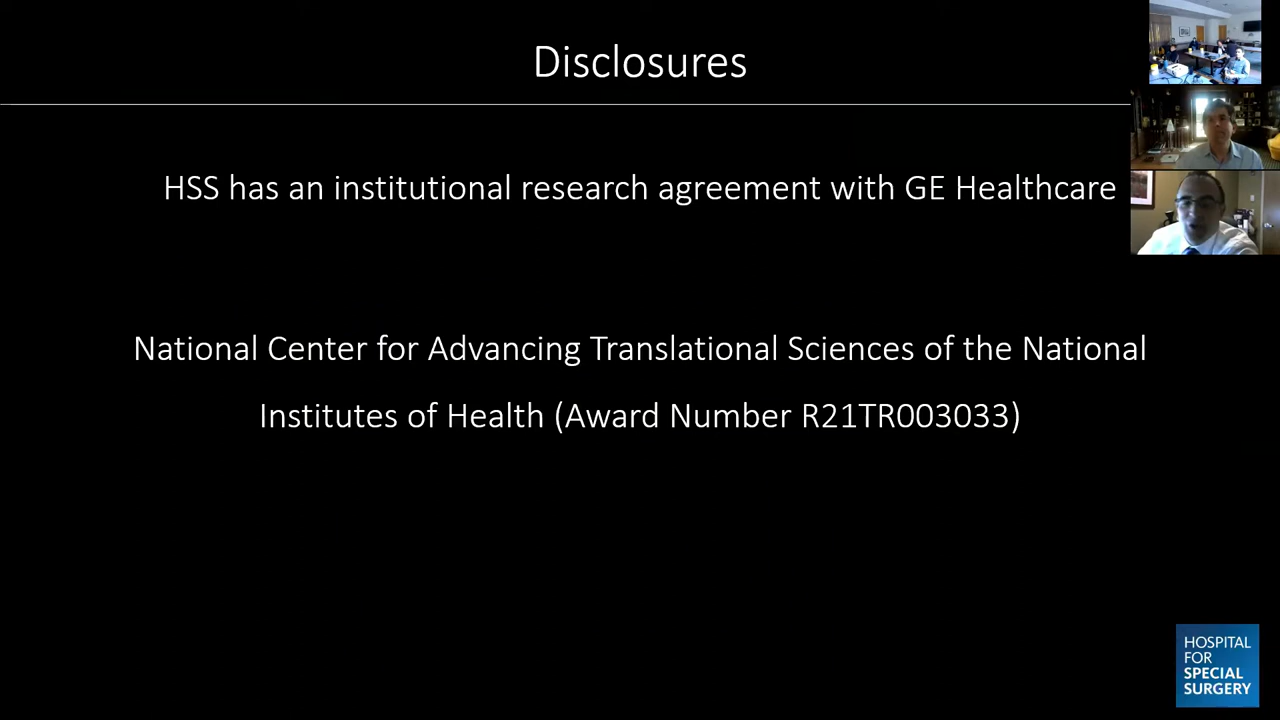 Disclosures
HSS has an institutional research agreement with GE Healthcare
National Center for Advancing Translational Sciences of the National
Institutes of Health (Award Number R21TR003033)
HOSPITAL
FOR
SPECIAL
SURGERY